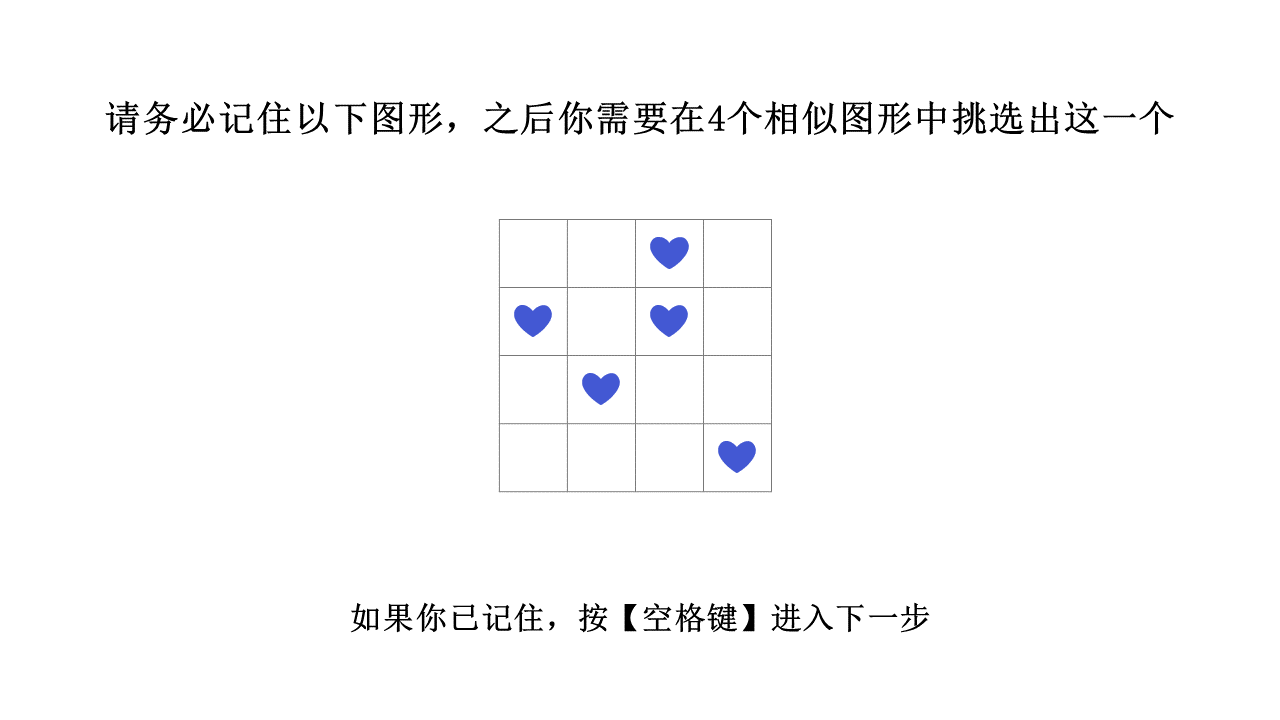 请务必记住以下图形，之后你需要在4个相似图形中挑选出这一个
如果你已记住，按【空格键】进入下一步